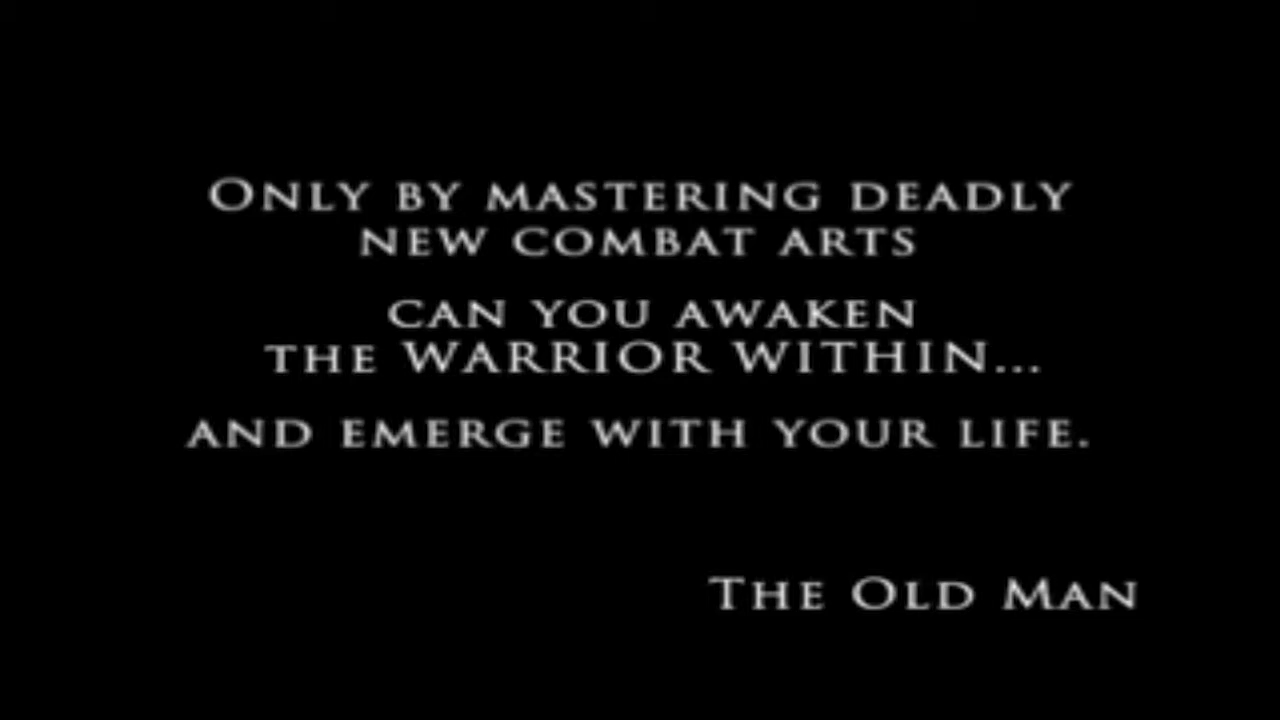 Only by mastering deadly
new combat arts
can you awaken
the WARRIOR WITHIN...
and emerge with your life.
The Old Man